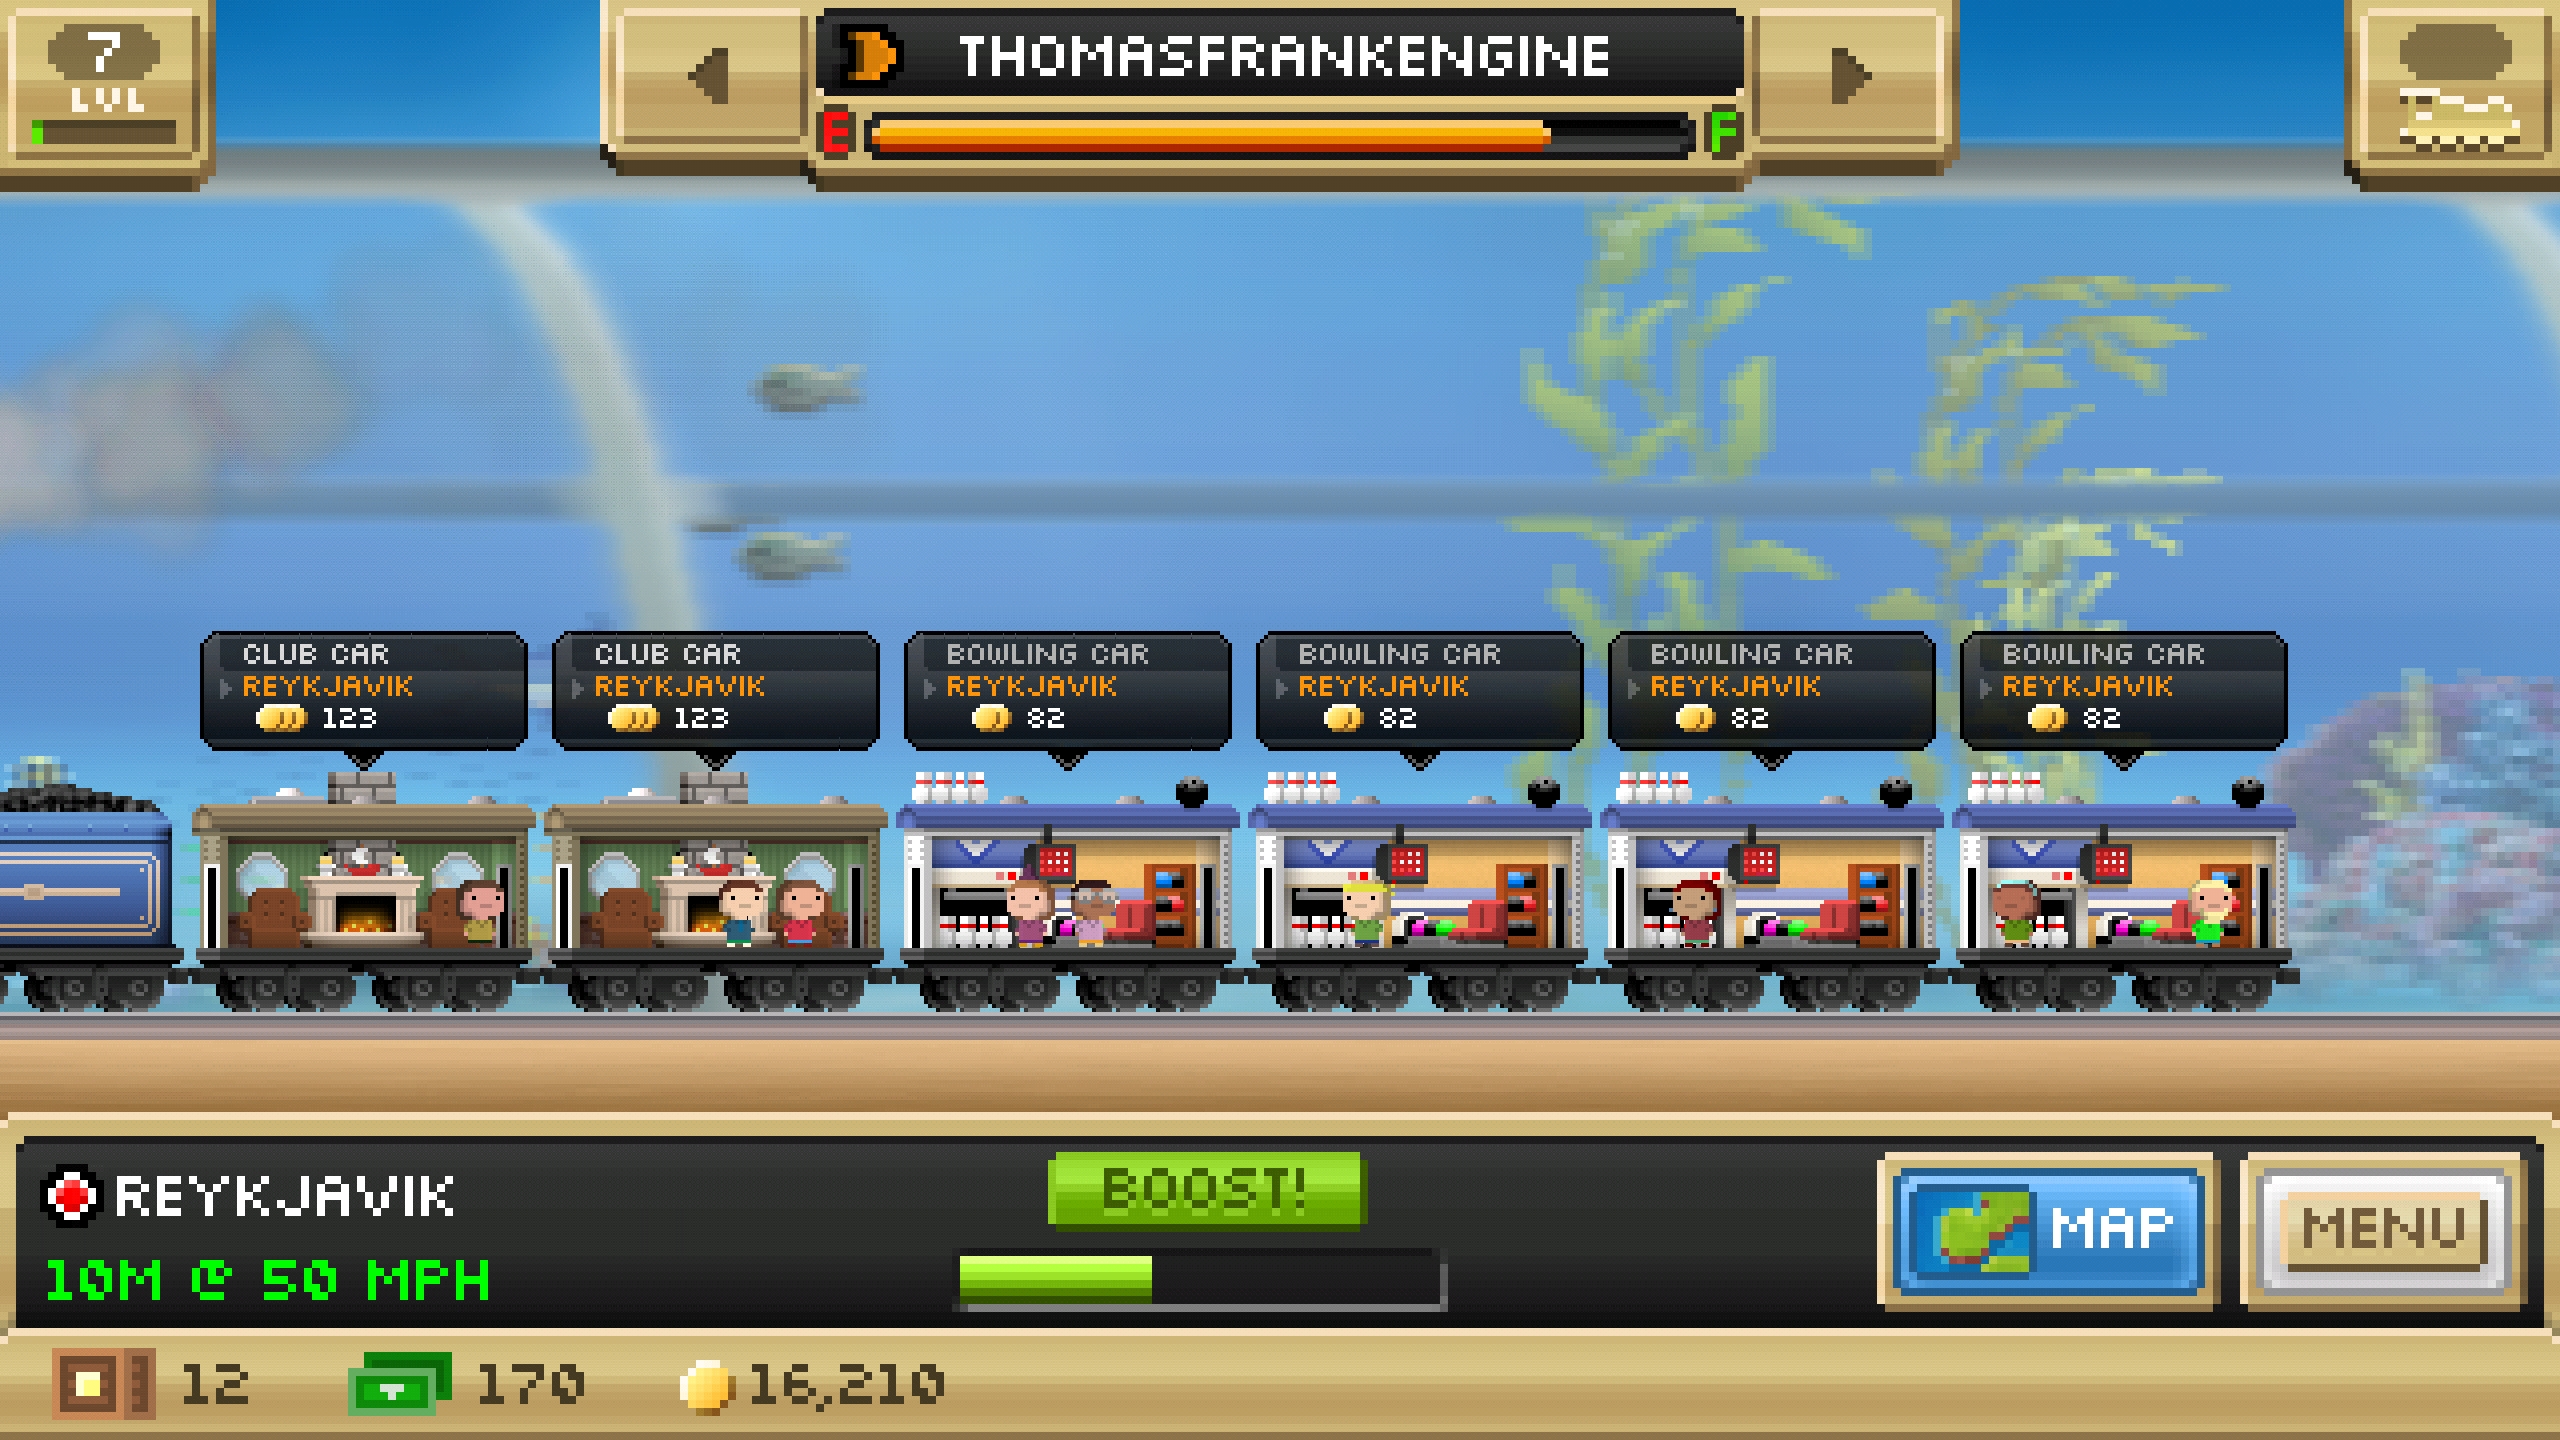 7
LVL
THOMASFRANKENGINE
E
F
CLUB CAR
REYKJAVIK
123
CLUB CAR
REYKJAVIK
123
BOWLING CAR
REYKJAVIK
82
BOWLING CAR
REYKJAVIK
82
BOWLING CAR
REYKJAVIK
82
BOWLING CAR
REYKJAVIK
82
REYKJAVIK
10M @ 50 MPH
BOOST!
MAP
MENU
12
170
16,210